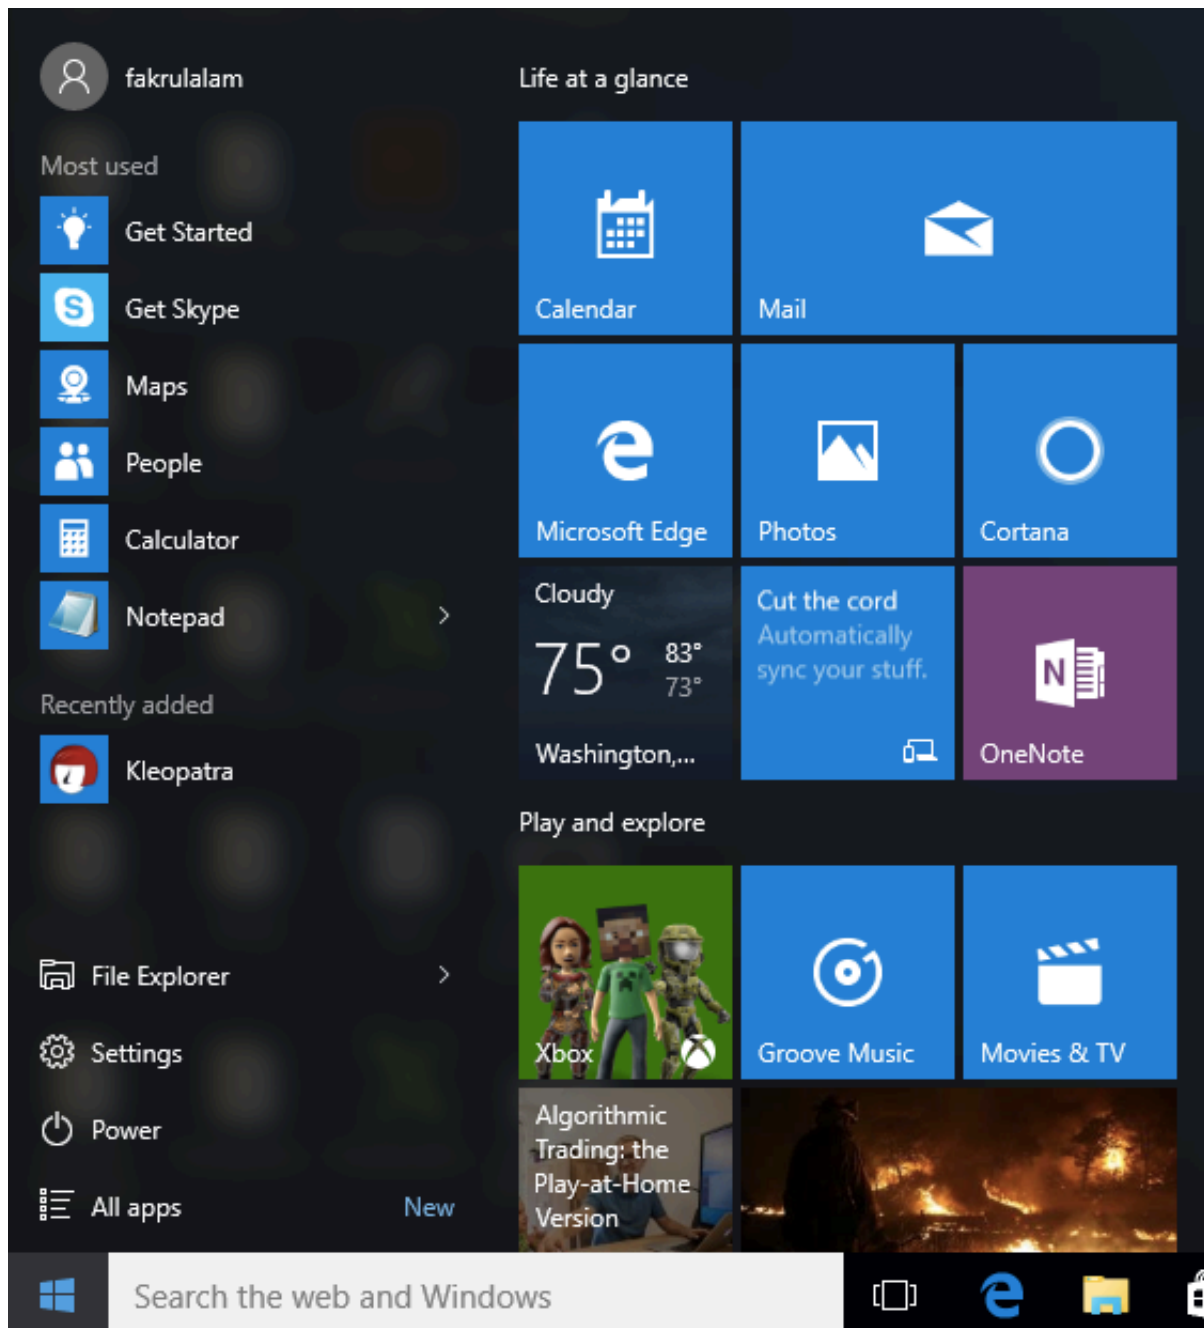 fakrulalam
Most used
Get Started
Get Skype
Maps
People
Calculator
Notepad
Recently added
Kleopatra
File Explorer
Settings
Power
All apps New
Life at a glance
Calendar
Mail
Microsoft Edge
Photos
Cortana
Cloudy
75° 83°
73°
Washington,...
Cut the cord
Automatically
sync your stuff.
N
OneNote
Play and explore
Xbox
Groove Music
Movies & TV
Algorithmic
Trading: the
Play-at-Home
Version
Search the web and Windows